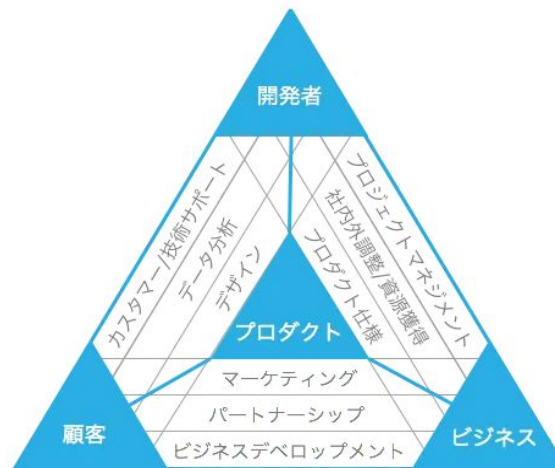 開発者
カスタマー/技術サポート
データ分析
デザイン
プロジェクトマネジメント
社内外調整/資源獲得
プロダクト仕様
プロダクト
マーケティング
パートナーシップ
ビジネスデベロップメント
顧客
ビジネス